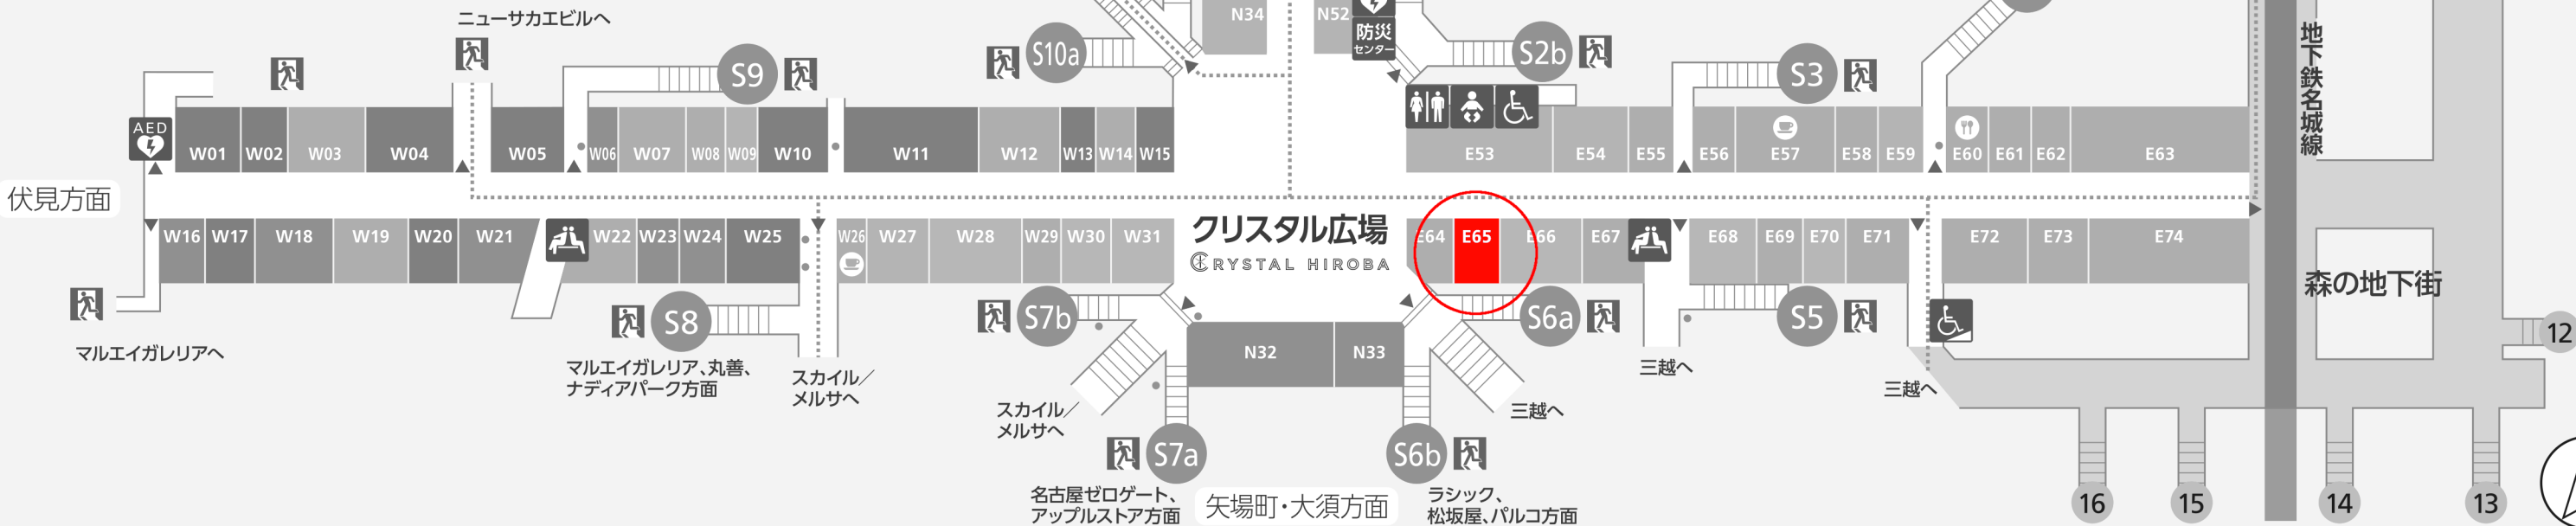 ニューサカエビルへ
S9
S10a
N34
N52
防災
センター
S2b
S3
地下鉄名城線
AED
W01
W02
W03
W04
W05
W06
W07
W08
W09
W10
W11
W12
W13
W14
W15
E53
E54
E55
E56
E57
E58
E59
E60
E61
E62
E63
伏見方面
W16
W17
W18
W19
W20
W21
W22
W23
W24
W25
W26
W27
W28
W29
W30
W31
クリスタル広場
CRYSTAL HIROBA
E64
E65
E66
E67
E68
E69
E70
E71
E72
E73
E74
森の地下街
S8
S7b
S6a
S5
12
マルエイガレリアへ
マルエイガレリア、丸善、
ナディアパーク方面
スカイル/
メルサへ
N32
N33
三越へ
三越へ
スカイル/
メルサへ
三越へ
S7a
S6b
名古屋ゼロゲート、
アップルストア方面
矢場町・大須方面
ラシック、
松坂屋、パルコ方面
16
15
14
13